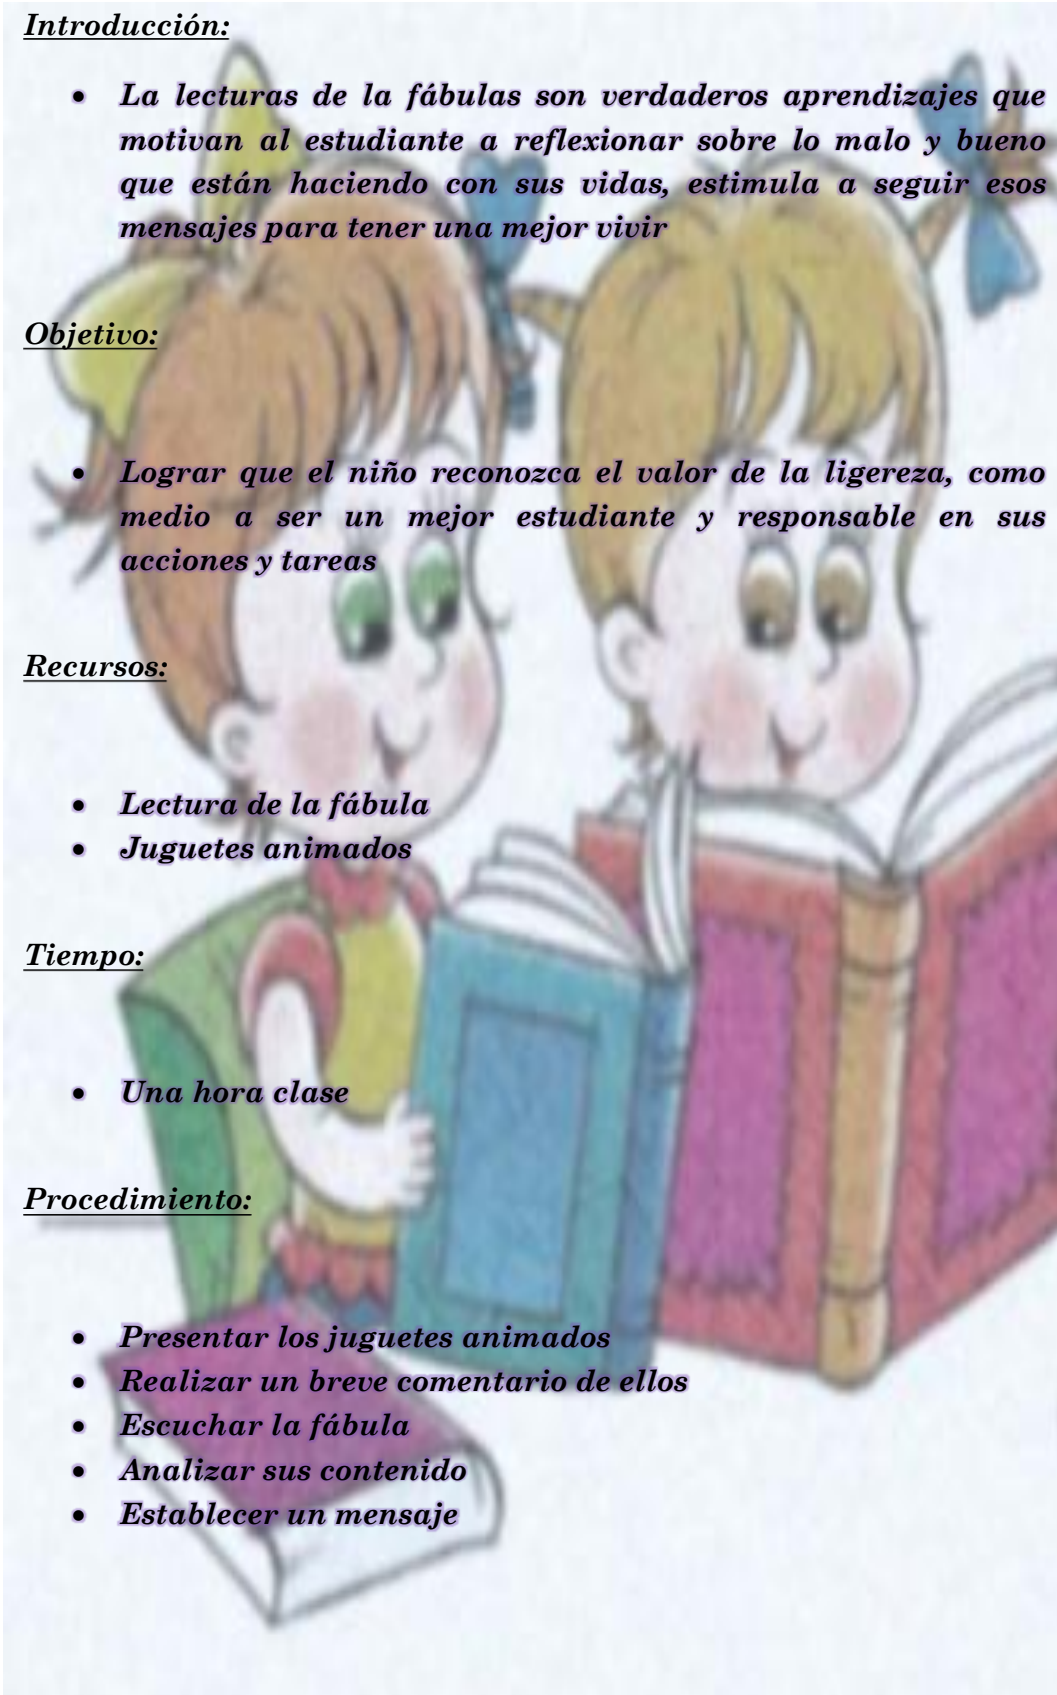 Introducción:
• La lecturas de la fábulas son verdaderos aprendizajes que
motivan al estudiante a reflexionar sobre lo malo y bueno
que están haciendo con sus vidas, estimula a seguir esos
mensajes para tener una mejor vivir
Objetivo:
• Lograr que el niño reconozca el valor de la ligereza, como
medio a ser un mejor estudiante y responsable en sus
acciones y tareas
Recursos:
• Lectura de la fábula
• Juguetes animados
Tiempo:
• Una hora clase
Procedimiento:
• Presentar los juguetes animados
• Realizar un breve comentario de ellos
• Escuchar la fábula
• Analizar sus contenido
• Establecer un mensaje